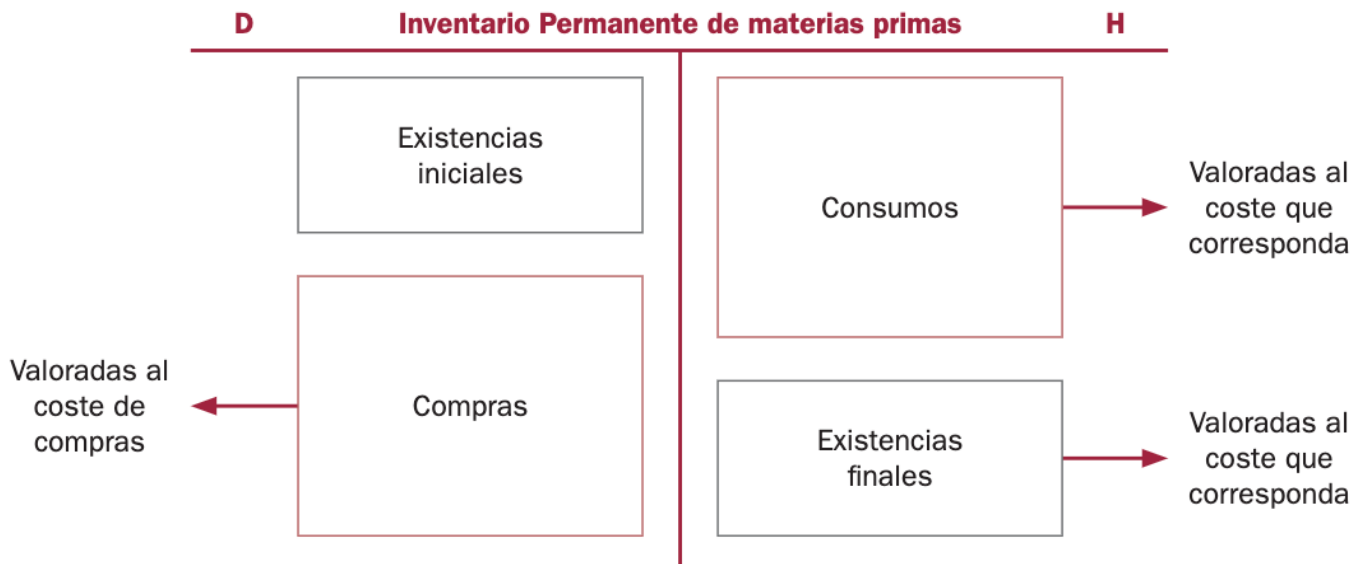 D Inventario Permanente de materias primas H
Existencias
iniciales
Consumos
Valoradas al
coste que
corresponda
Valoradas al
coste de
compras
Compras
Existencias
finales
Valoradas al
coste que
corresponda